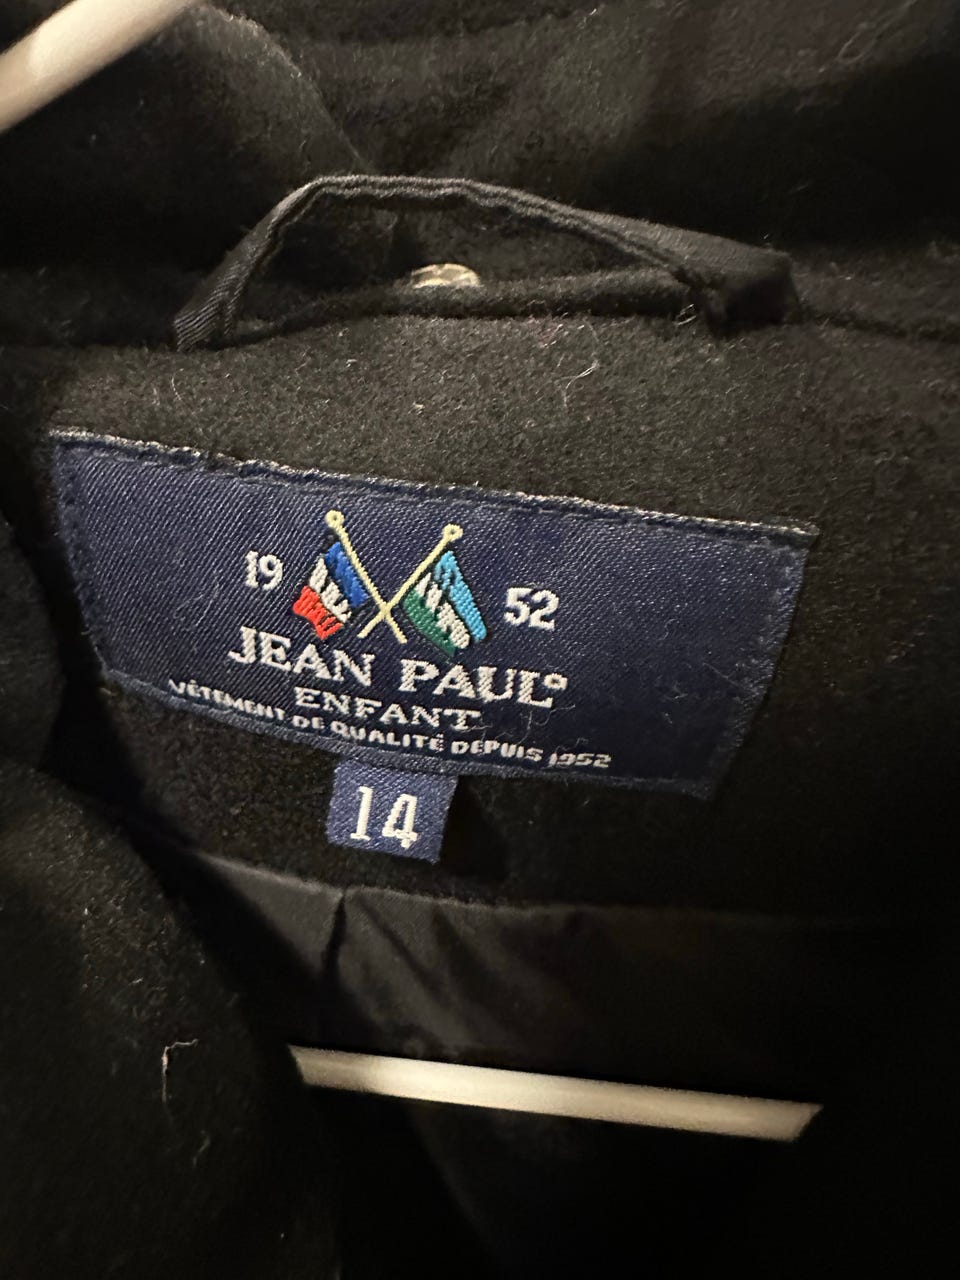 19 52
JEAN PAUL°
ENFANT
VÊTEMENT DE QUALITÉ DEPUIS 1952
14